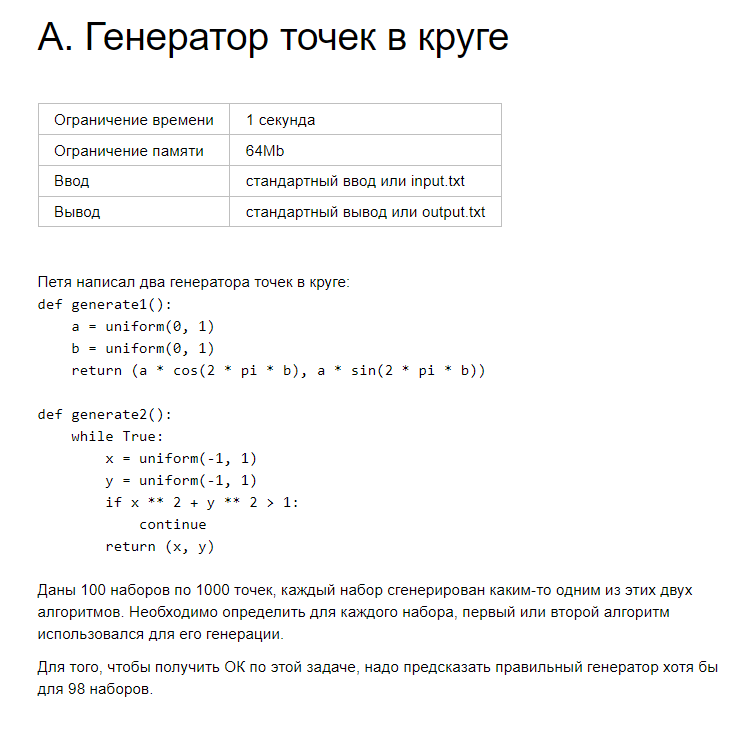 А. Генератор точек в круге
Ограничение времени 1 секунда
Ограничение памяти 64Mb
Ввод стандартный ввод или input.txt
Вывод стандартный вывод или output.txt
Петя написал два генератора точек в круге:
def generate1():
    a = uniform(0, 1)
    b = uniform(0, 1)
    return (a * cos(2 * pi * b), a * sin(2 * pi * b))
def generate2():
    while True:
        x = uniform(-1, 1)
        y = uniform(-1, 1)
        if x ** 2 + y ** 2 > 1:
            continue
        return (x, y)
Даны 100 наборов по 1000 точек, каждый набор сгенерирован каким-то одним из этих двух
алгоритмов. Необходимо определить для каждого набора, первый или второй алгоритм
использовался для его генерации.
Для того, чтобы получить ОК по этой задаче, надо предсказать правильный генератор хотя бы
для 98 наборов.